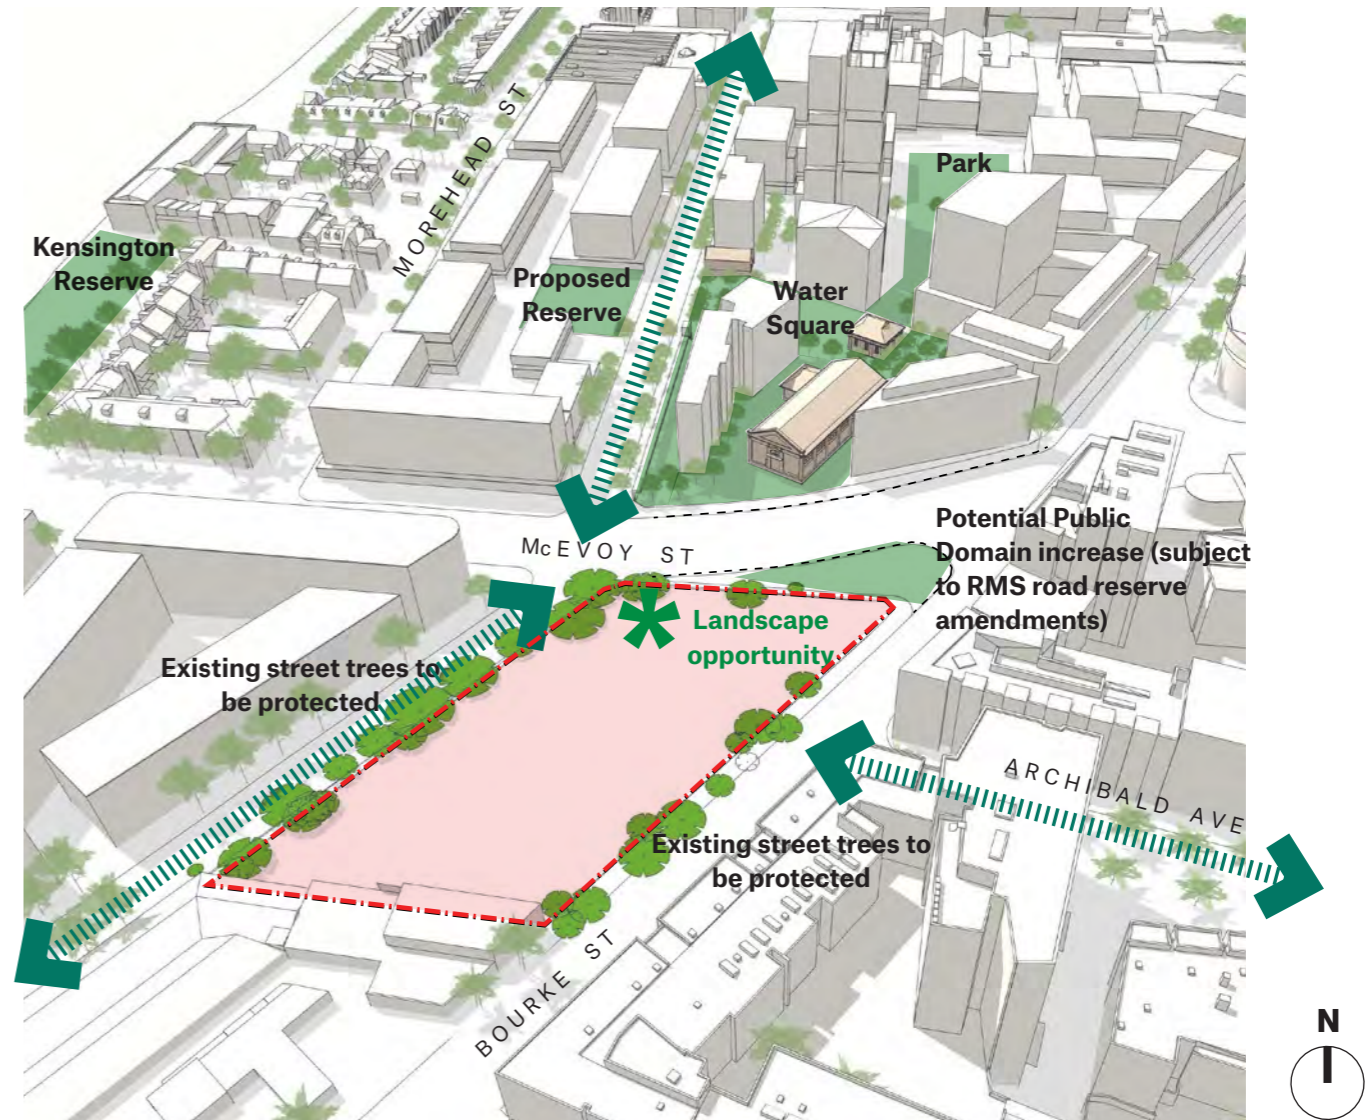 MOREHEAD ST
Park
Kensington
Reserve
Proposed
Reserve
Water
Square
McEVOY ST
Potential Public
Domain increase (subject
to RMS road reserve
amendments)
Landscape
opportunity
Existing street trees to
be protected
ARCHIBALD AVE
Existing street trees to
be protected
BOURKE ST
N